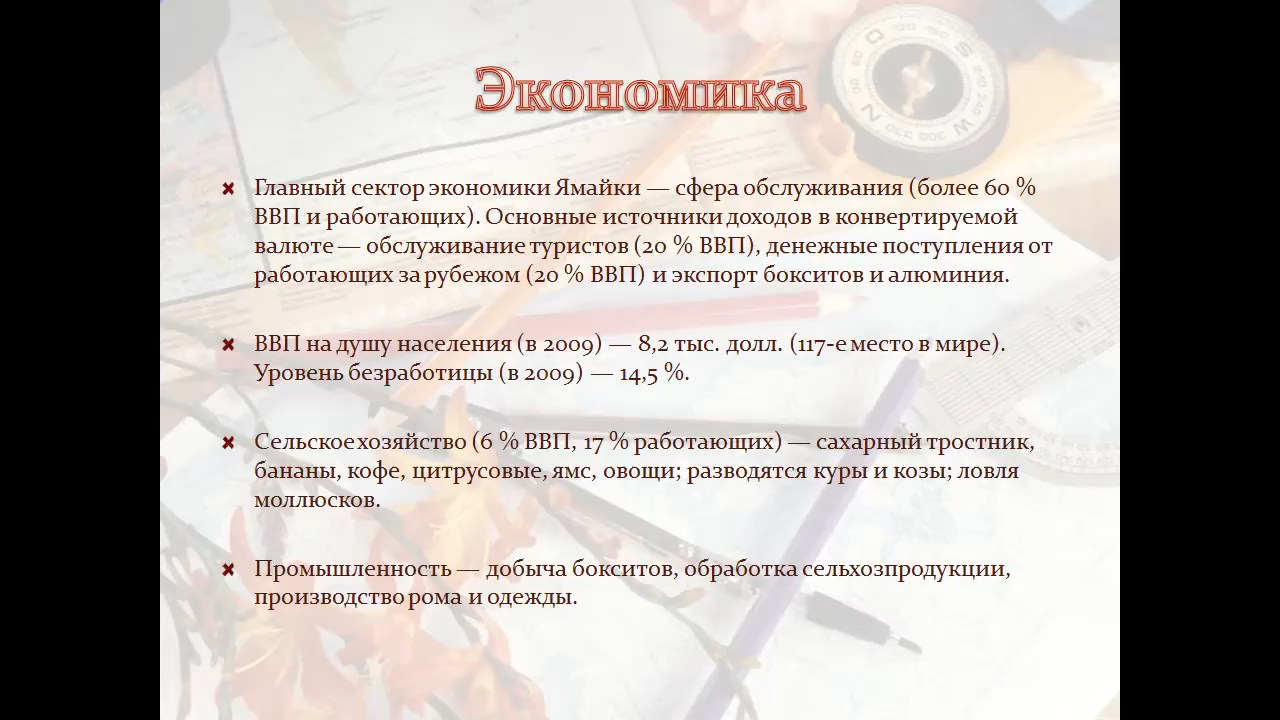 Экономика
Главный сектор экономики Ямайки — сфера обслуживания (более 60 %
ВВП и работающих). Основные источники доходов в конвертируемой
валюте — обслуживание туристов (20 % ВВП), денежные поступления от
работающих за рубежом (20 % ВВП) и экспорт бокситов и алюминия.
ВВП на душу населения (в 2009) — 8,2 тыс. долл. (117-е место в мире).
Уровень безработицы (в 2009) — 14,5 %.
Сельское хозяйство (6 % ВВП, 17 % работающих) — сахарный тростник,
бананы, кофе, цитрусовые, ямс, овощи; разводятся куры и козы; ловля
моллюсков.
Промышленность — добыча бокситов, обработка сельхозпродукции,
производство рома и одежды.